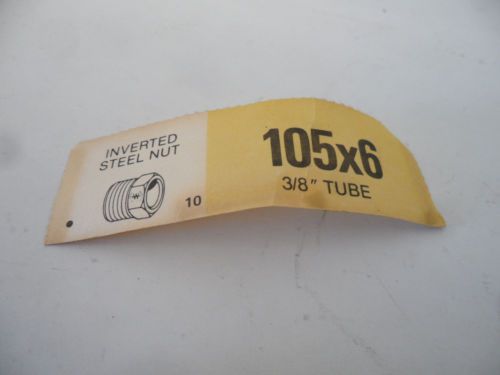 INVERTED
STEEL NUT
W
10
105x6
3/8" TUBE